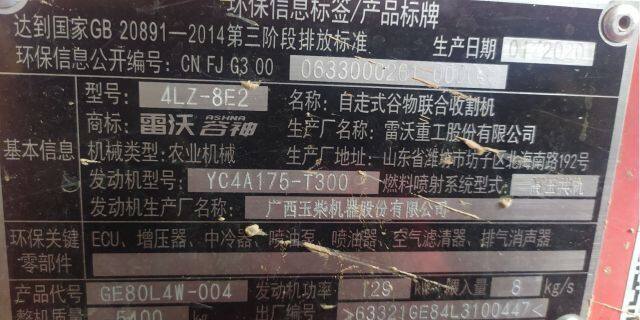 环保信息标签/产品标牌
达到国家GB 20891—2014第三阶段排放标准 生产日期
环保信息公开编号: CN FJ G3 00
型号: 4LZ-8E2 名称: 自走式谷物联合收割机
商标: 雷沃 ASHNA 谷神 生产厂名称: 雷沃重工股份有限公司
基本信息 机械类型: 农业机械 生产厂地址: 山东省潍坊市坊子区北海南路192号
发动机型号: YC4A175-T300 燃料喷射系统型式:
发动机生产厂名称: 广西玉柴机器股份有限公司
环保关键零部件 ECU、增压器、中冷器、喷油泵、喷油器、空气滤清器、排气消声器
产品代号 GE80L4W-004 发动机功率: 129 喂入量 8 kg/s
整机质量 6400 出厂编号 >63321GE84L3100447<